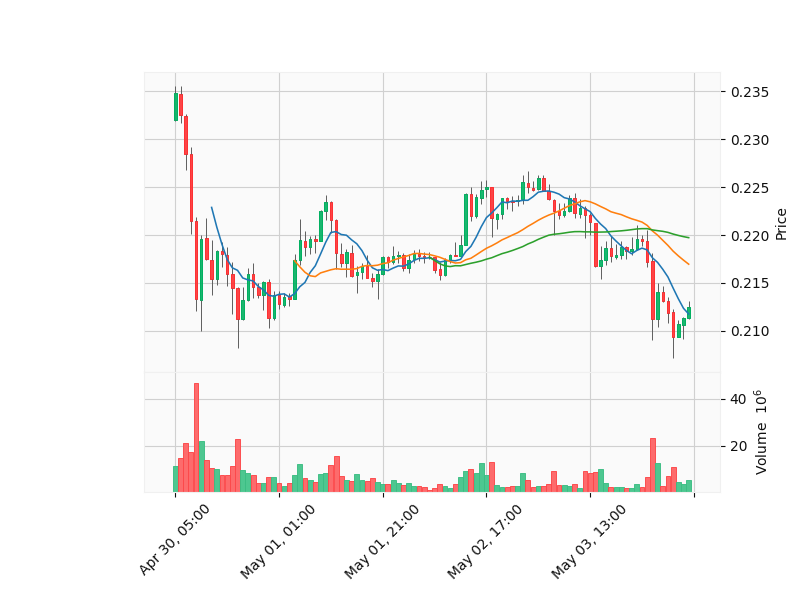 0.235
0.230
0.225
0.220
0.215
0.210
Price
40
20
Volume 10^6
Apr 30, 05:00
May 01, 01:00
May 01, 21:00
May 02, 17:00
May 03, 13:00